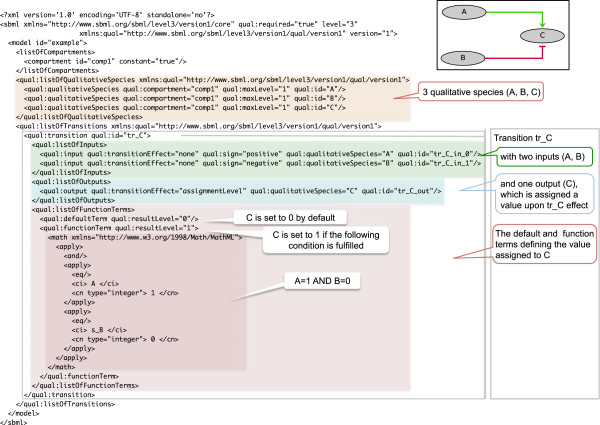 <?xml version='1.0' encoding='UTF-8' standalone='no'?>
<sbml xmlns="http://www.sbml.org/sbml/level3/version1/core" qual:required="true" level="3"
xmlns:qual="http://www.sbml.org/sbml/level3/version1/qual/version1" version="1">
<model id="example">
<listOfCompartments>
<compartment id="comp1" constant="true"/>
</listOfCompartments>
<qual:listOfQualitativeSpecies xmlns:qual="http://www.sbml.org/sbml/level3/version1/qual/version1">
<qual:qualitativeSpecies qual:compartment="comp1" qual:maxLevel="1" qual:id="A"/>
<qual:qualitativeSpecies qual:compartment="comp1" qual:maxLevel="1" qual:id="B"/>
<qual:qualitativeSpecies qual:compartment="comp1" qual:maxLevel="1" qual:id="C"/>
</qual:listOfQualitativeSpecies>
<qual:listOfTransitions xmlns:qual="http://www.sbml.org/sbml/level3/version1/qual/version1">
<qual:transition qual:id="tr_C">
<qual:listOfInputs>
<qual:input qual:transitionEffect="none" qual:sign="positive" qual:qualitativeSpecies="A" qual:id="tr_C_in_0"/>
<qual:input qual:transitionEffect="none" qual:sign="negative" qual:qualitativeSpecies="B" qual:id="tr_C_in_1"/>
</qual:listOfInputs>
<qual:listOfOutputs>
<qual:output qual:transitionEffect="assignmentLevel" qual:qualitativeSpecies="C" qual:id="tr_C_out"/>
</qual:listOfOutputs>
<qual:listOfFunctionTerms>
<qual:defaultTerm qual:resultLevel="0"/>
<qual:functionTerm qual:resultLevel="1">
<math xmlns="http://www.w3.org/1998/Math/MathML">
<apply>
<and/>
<apply>
<eq/>
<ci> A </ci>
<cn type="integer"> 1 </cn>
</apply>
<apply>
<eq/>
<ci> s_B </ci>
<cn type="integer"> 0 </cn>
</apply>
</apply>
</math>
</qual:functionTerm>
</qual:listOfFunctionTerms>
</qual:transition>
</qual:listOfTransitions>
</model>
</sbml>
A
B
C
3 qualitative species (A, B, C)
Transition tr_C
with two inputs (A, B)
and one output (C),
which is assigned a
value upon tr_C effect
C is set to 0 by default
C is set to 1 if the following
condition is fulfilled
The default and function
terms defining the value
assigned to C
A=1 AND B=0